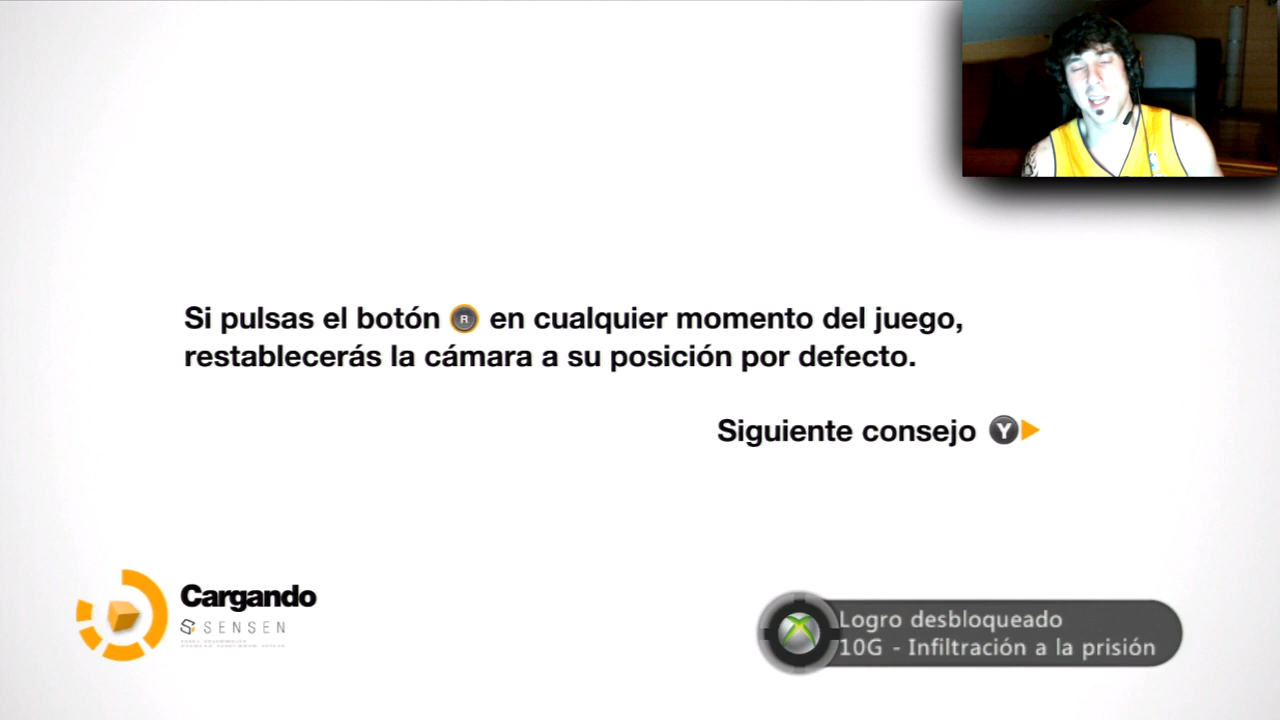 Si pulsas el botón R en cualquier momento del juego,
restablecerás la cámara a su posición por defecto.
Siguiente consejo Y
Cargando
SENSEN
Logro desbloqueado
10G - Infiltración a la prisión